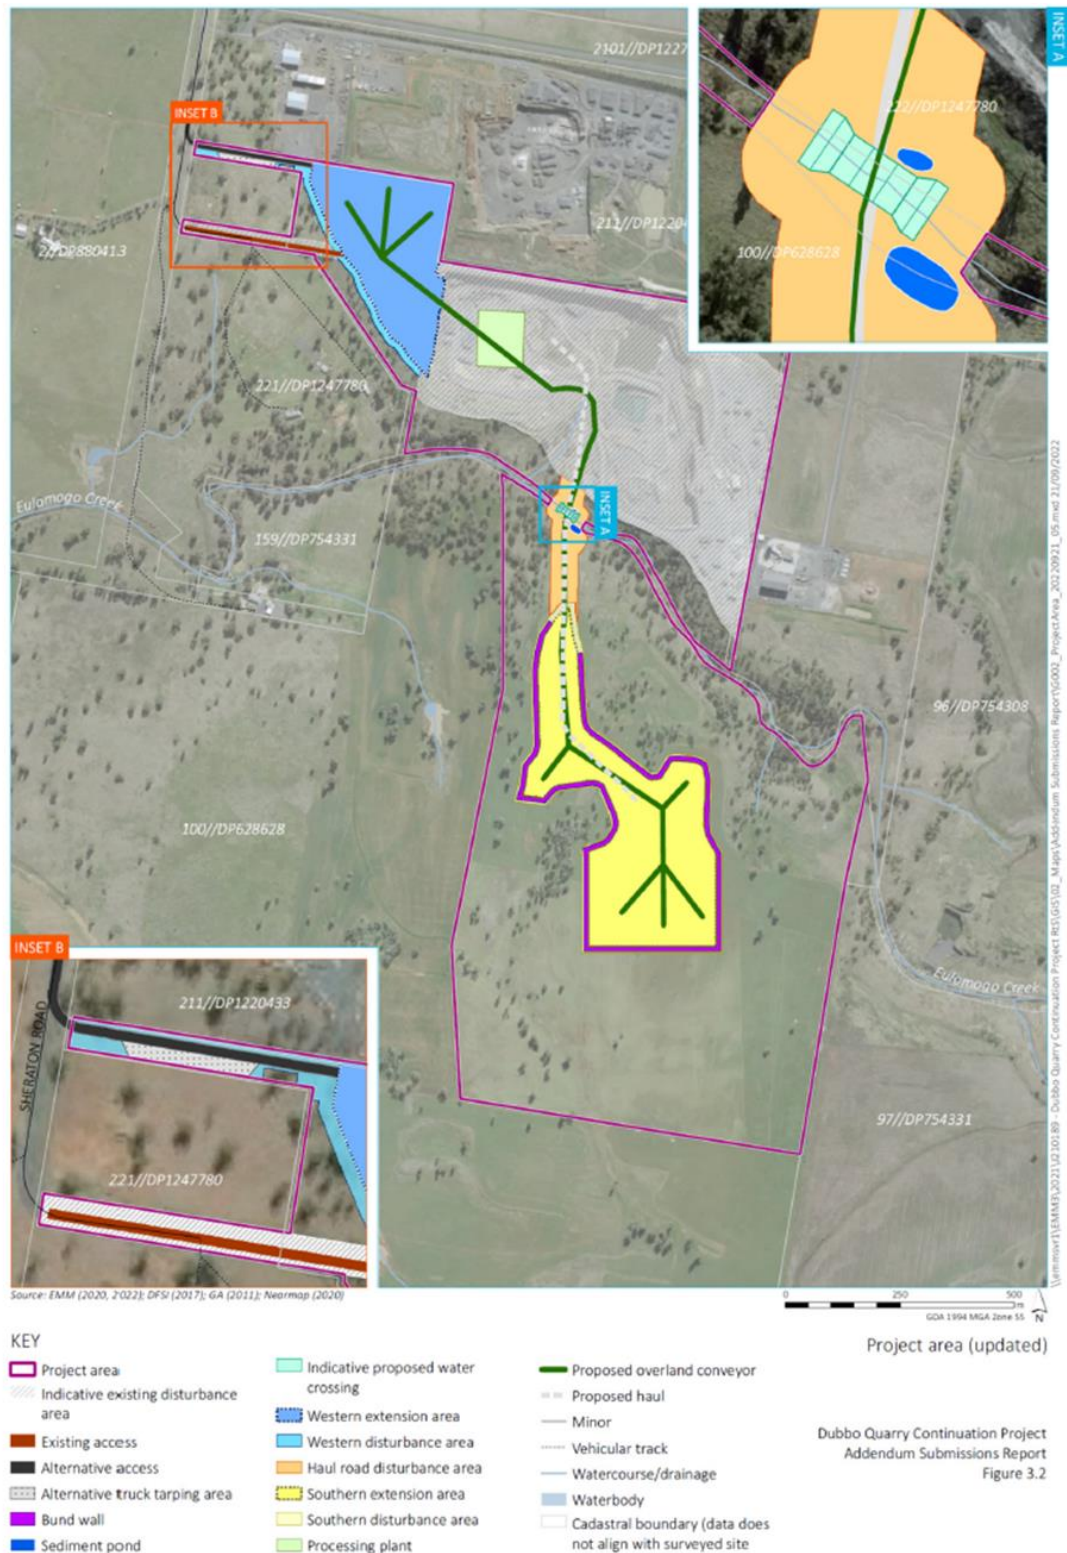 2101//DP1227
INSET A
INSET B
222//DP1247780
2//DP880413
211//DP1220
100//DP628628
221//DP1247780
Eulomogo Creek
INSET A
159//DP754331
96//DP754308
100//DP628628
INSET B
211//DP1220433
SHERATON ROAD
Eulomogo Creek
97//DP754331
221//DP1247780
Source: EMM (2020, 2022); DFSI (2017); GA (2011); Nearmap (2020)
0 250 500
m
GDA 1994 MGA Zone 55
N
KEY
Project area (updated)
Project area
Indicative existing disturbance
area
Existing access
Alternative access
Alternative truck tarping area
Bund wall
Sediment pond
Indicative proposed water
crossing
Western extension area
Western disturbance area
Haul road disturbance area
Southern extension area
Southern disturbance area
Processing plant
Proposed overland conveyor
Proposed haul
Minor
Vehicular track
Watercourse/drainage
Waterbody
Cadastral boundary (data does
not align with surveyed site
Dubbo Quarry Continuation Project
Addendum Submissions Report
Figure 3.2